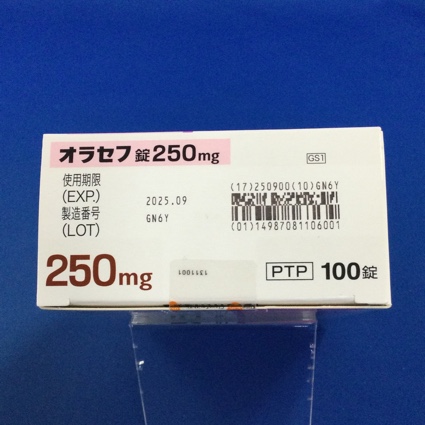 オラセフ錠250mg
GS1
使用期限
(EXP.) 2025.09
製造番号 GN6Y
(LOT)
(17)250900(10)GN6Y
(01)14987081106001
250mg
1311001
PTP 100錠